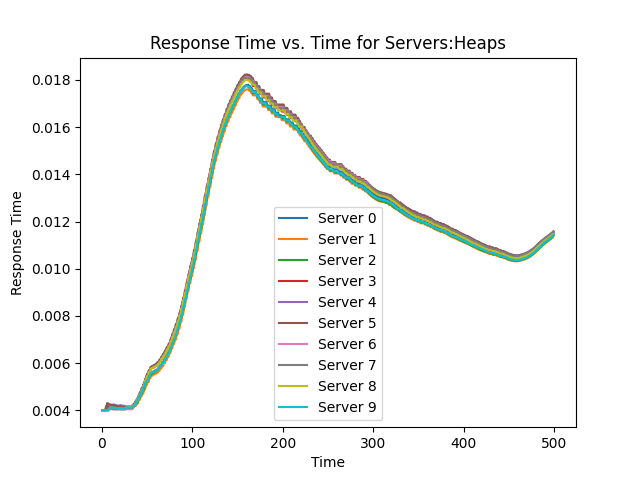 Response Time vs. Time for Servers:Heaps
0.018
0.016
0.014
0.012
0.010
0.008
0.006
0.004
Response Time
Server 0
Server 1
Server 2
Server 3
Server 4
Server 5
Server 6
Server 7
Server 8
Server 9
0 100 200 300 400 500
Time